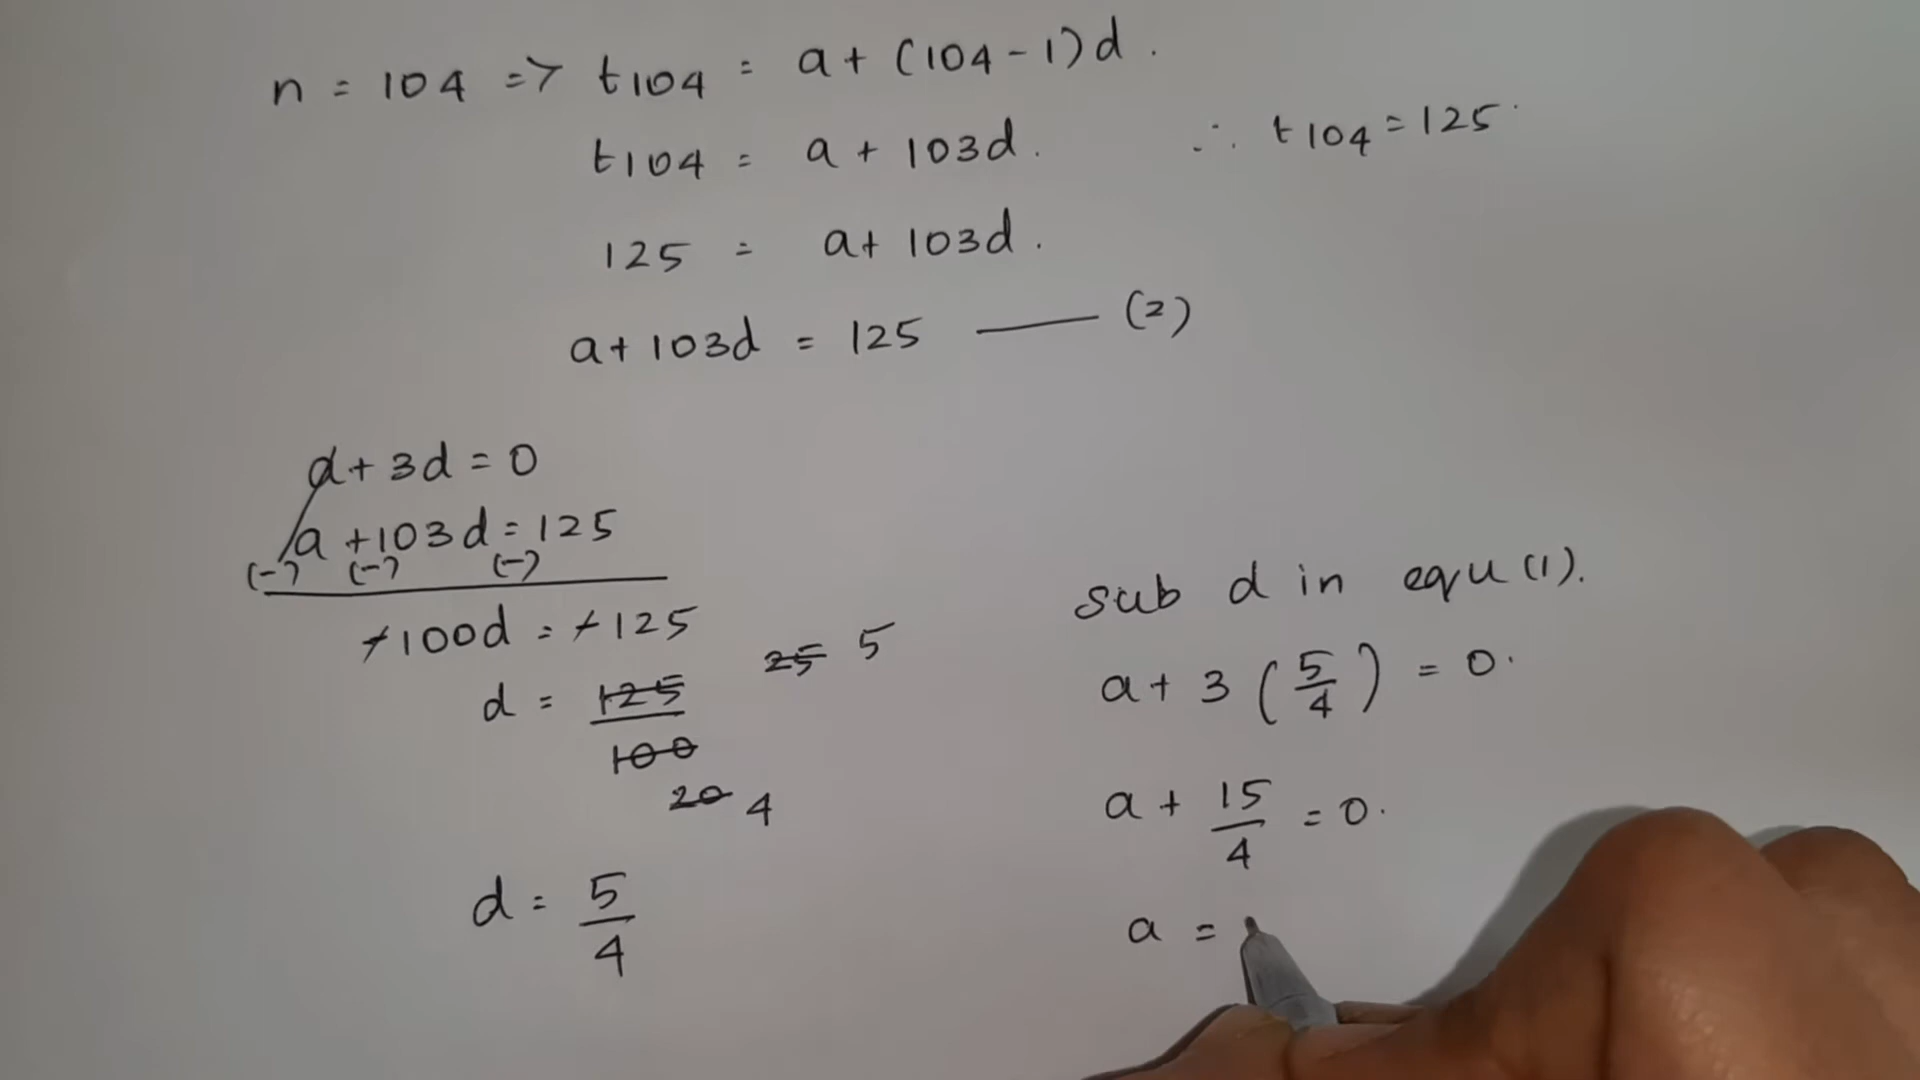 n = 104 => t104 = a + (104 - 1) d.
t104 = a + 103d. ∴ t104 = 125.
125 = a + 103d.
a + 103d = 125 —— (2)
a + 3d = 0
a + 103d = 125
(-) (-) (-)
-100d = -125
d = 125/100 25 5
20 4
d = 5/4
sub d in equ (1).
a + 3 (5/4) = 0.
a + 15/4 = 0.
a =